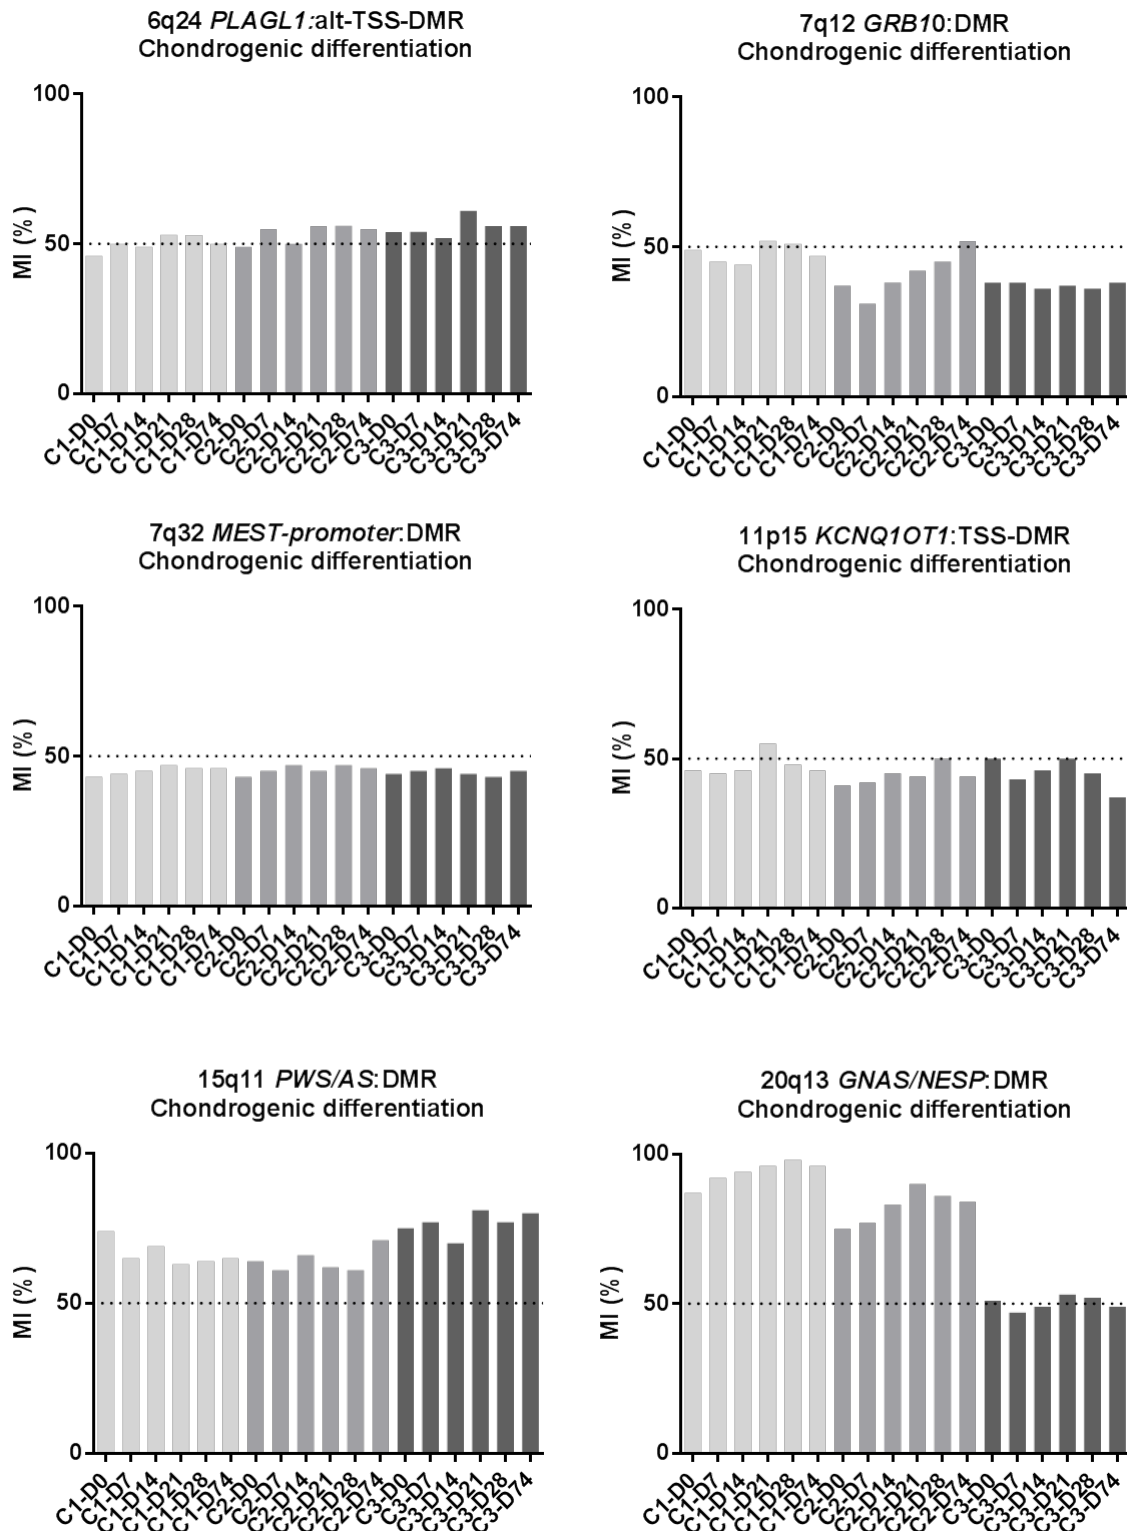 6q24 PLAGL1:alt-TSS-DMR
Chondrogenic differentiation
100
50
0
MI (%)
C1-D0
C1-D7
C1-D14
C1-D21
C1-D28
C1-D74
C2-D0
C2-D7
C2-D14
C2-D21
C2-D28
C2-D74
C3-D0
C3-D7
C3-D14
C3-D21
C3-D28
C3-D74
7q12 GRB10:DMR
Chondrogenic differentiation
100
50
0
MI (%)
C1-D0
C1-D7
C1-D14
C1-D21
C1-D28
C1-D74
C2-D0
C2-D7
C2-D14
C2-D21
C2-D28
C2-D74
C3-D0
C3-D7
C3-D14
C3-D21
C3-D28
C3-D74
7q32 MEST-promoter:DMR
Chondrogenic differentiation
100
50
0
MI (%)
C1-D0
C1-D7
C1-D14
C1-D21
C1-D28
C1-D74
C2-D0
C2-D7
C2-D14
C2-D21
C2-D28
C2-D74
C3-D0
C3-D7
C3-D14
C3-D21
C3-D28
C3-D74
11p15 KCNQ1OT1:TSS-DMR
Chondrogenic differentiation
100
50
0
MI (%)
C1-D0
C1-D7
C1-D14
C1-D21
C1-D28
C1-D74
C2-D0
C2-D7
C2-D14
C2-D21
C2-D28
C2-D74
C3-D0
C3-D7
C3-D14
C3-D21
C3-D28
C3-D74
15q11 PWS/AS:DMR
Chondrogenic differentiation
100
50
0
MI (%)
C1-D0
C1-D7
C1-D14
C1-D21
C1-D28
C1-D74
C2-D0
C2-D7
C2-D14
C2-D21
C2-D28
C2-D74
C3-D0
C3-D7
C3-D14
C3-D21
C3-D28
C3-D74
20q13 GNAS/NESP:DMR
Chondrogenic differentiation
100
50
0
MI (%)
C1-D0
C1-D7
C1-D14
C1-D21
C1-D28
C1-D74
C2-D0
C2-D7
C2-D14
C2-D21
C2-D28
C2-D74
C3-D0
C3-D7
C3-D14
C3-D21
C3-D28
C3-D74